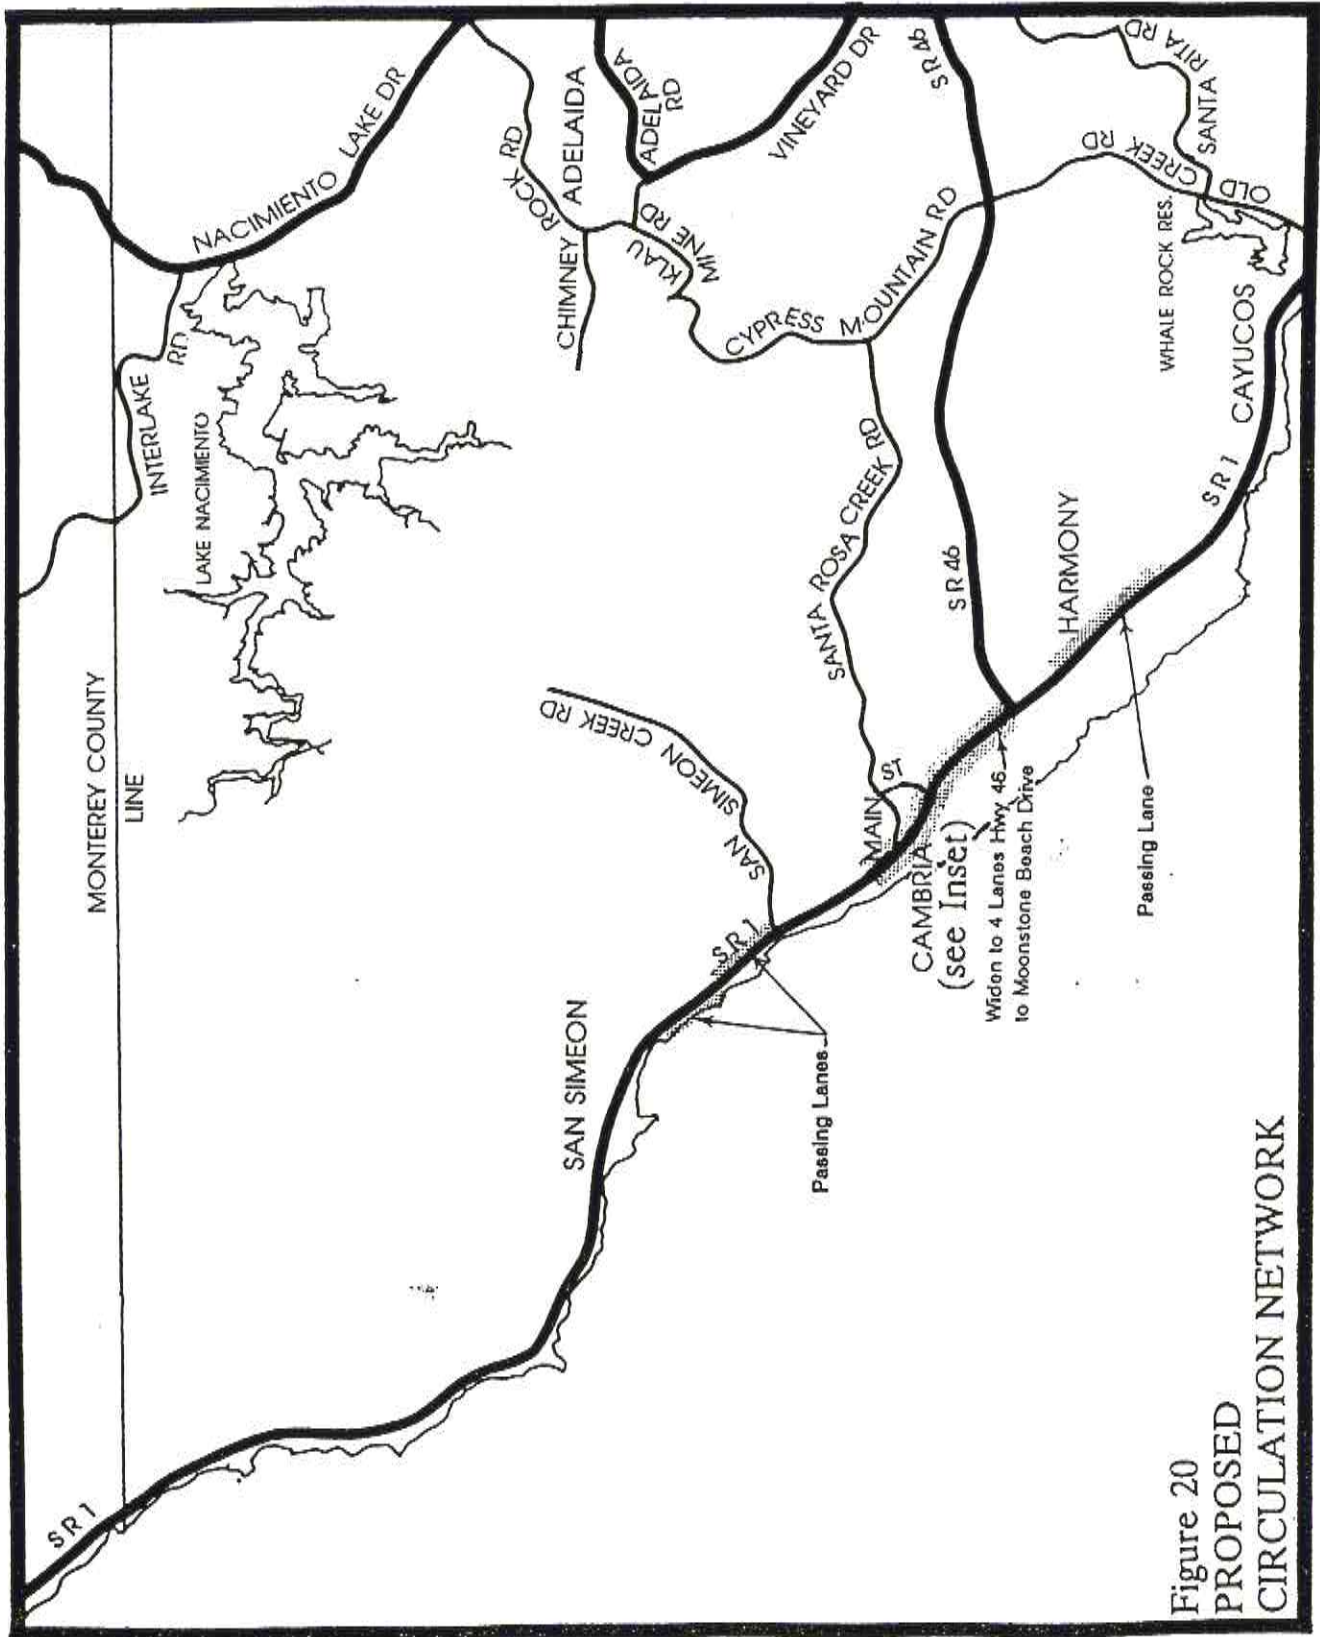 MONTEREY COUNTY
LINE
SR 1
INTERLAKE
RD
NACIMIENTO LAKE DR
LAKE NACIMIENTO
CHIMNEY
ROCK RD
ADELAIDA
ADELAIDA
RD
ADELAIDA
KLAU
MINE RD
VINEYARD DR
SR 46
CYPRESS MOUNTAIN RD
SAN SIMEON
SAN SIMEON CREEK RD
SR 1
SANTA ROSA CREEK RD
MAIN ST
SR 46
OLD CREEK RD
SANTA RITA RD
WHALE ROCK RES.
CAYUCOS
SR 1
HARMONY
CAMBRIA
(see Inset)
Widen to 4 Lanes Hwy 46
to Moonstone Beach Drive
Passing Lanes
Passing Lane
Figure 20
PROPOSED
CIRCULATION NETWORK